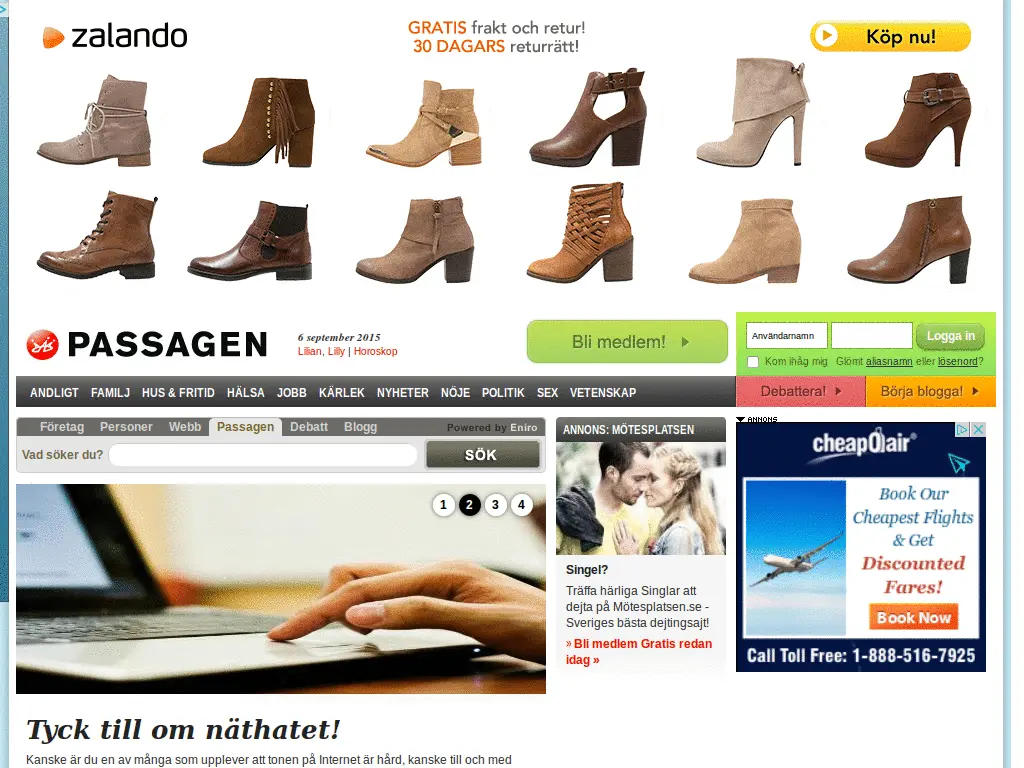 zalando
GRATIS frakt och retur!
30 DAGARS returrätt!
Köp nu!
PASSAGEN
6 september 2015
Lilian, Lilly | Horoskop
Bli medlem!
Användarnamn
Logga in
Kom ihåg mig Glömt aliasnamn eller lösenord?
ANDLIGT FAMILJ HUS & FRITID HÄLSA JOBB KÄRLEK NYHETER NÖJE POLITIK SEX VETENSKAP
Debattera!
Börja blogga!
Företag Personer Webb Passagen Debatt Blogg
Powered by Eniro
Vad söker du?
SÖK
1 2 3 4
ANNONS: MÖTESPLATSEN
Singel?
Träffa härliga Singlar att
dejta på Mötesplatsen.se -
Sveriges bästa dejtingsajt!
» Bli medlem Gratis redan
idag »
ANNONS
cheapOair®
Book Our
Cheapest Flights
& Get
Discounted
Fares!
Book Now
Call Toll Free: 1-888-516-7925
Tyck till om näthatet!
Kanske är du en av många som upplever att tonen på Internet är hård, kanske till och med